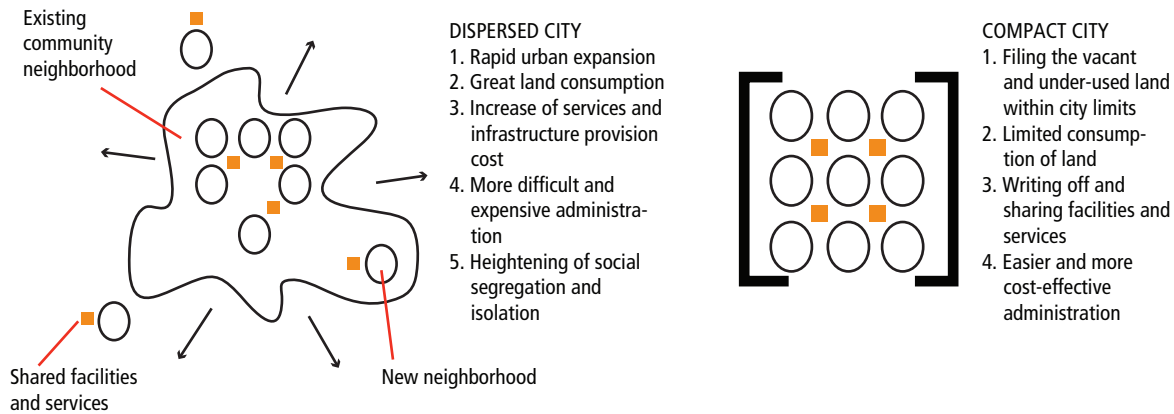 Existing
community
neighborhood
DISPERSED CITY
1. Rapid urban expansion
2. Great land consumption
3. Increase of services and
infrastructure provision
cost
4. More difficult and
expensive administra-
tion
5. Heightening of social
segregation and
isolation
Shared facilities
and services
New neighborhood
COMPACT CITY
1. Filing the vacant
and under-used land
within city limits
2. Limited consump-
tion of land
3. Writing off and
sharing facilities and
services
4. Easier and more
cost-effective
administration